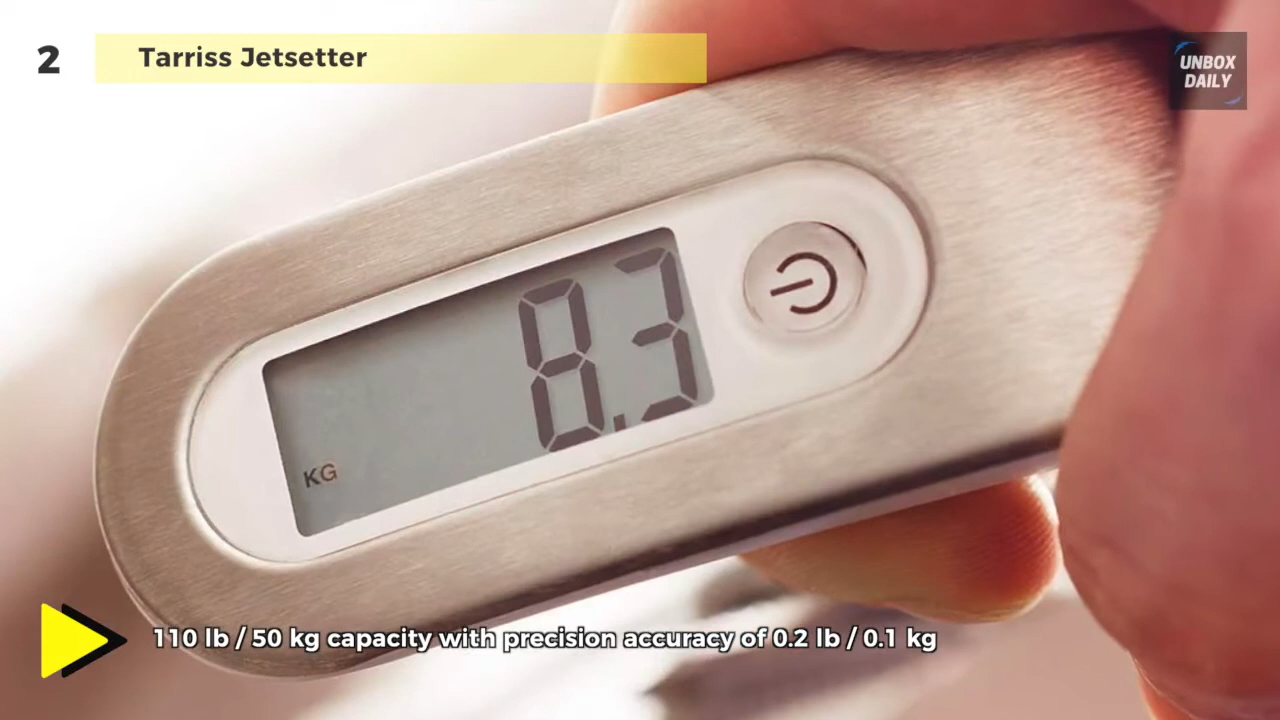 2
Tarriss Jetsetter
UNBOX
DAILY
8.3
KG
110 lb / 50 kg capacity with precision accuracy of 0.2 lb / 0.1 kg